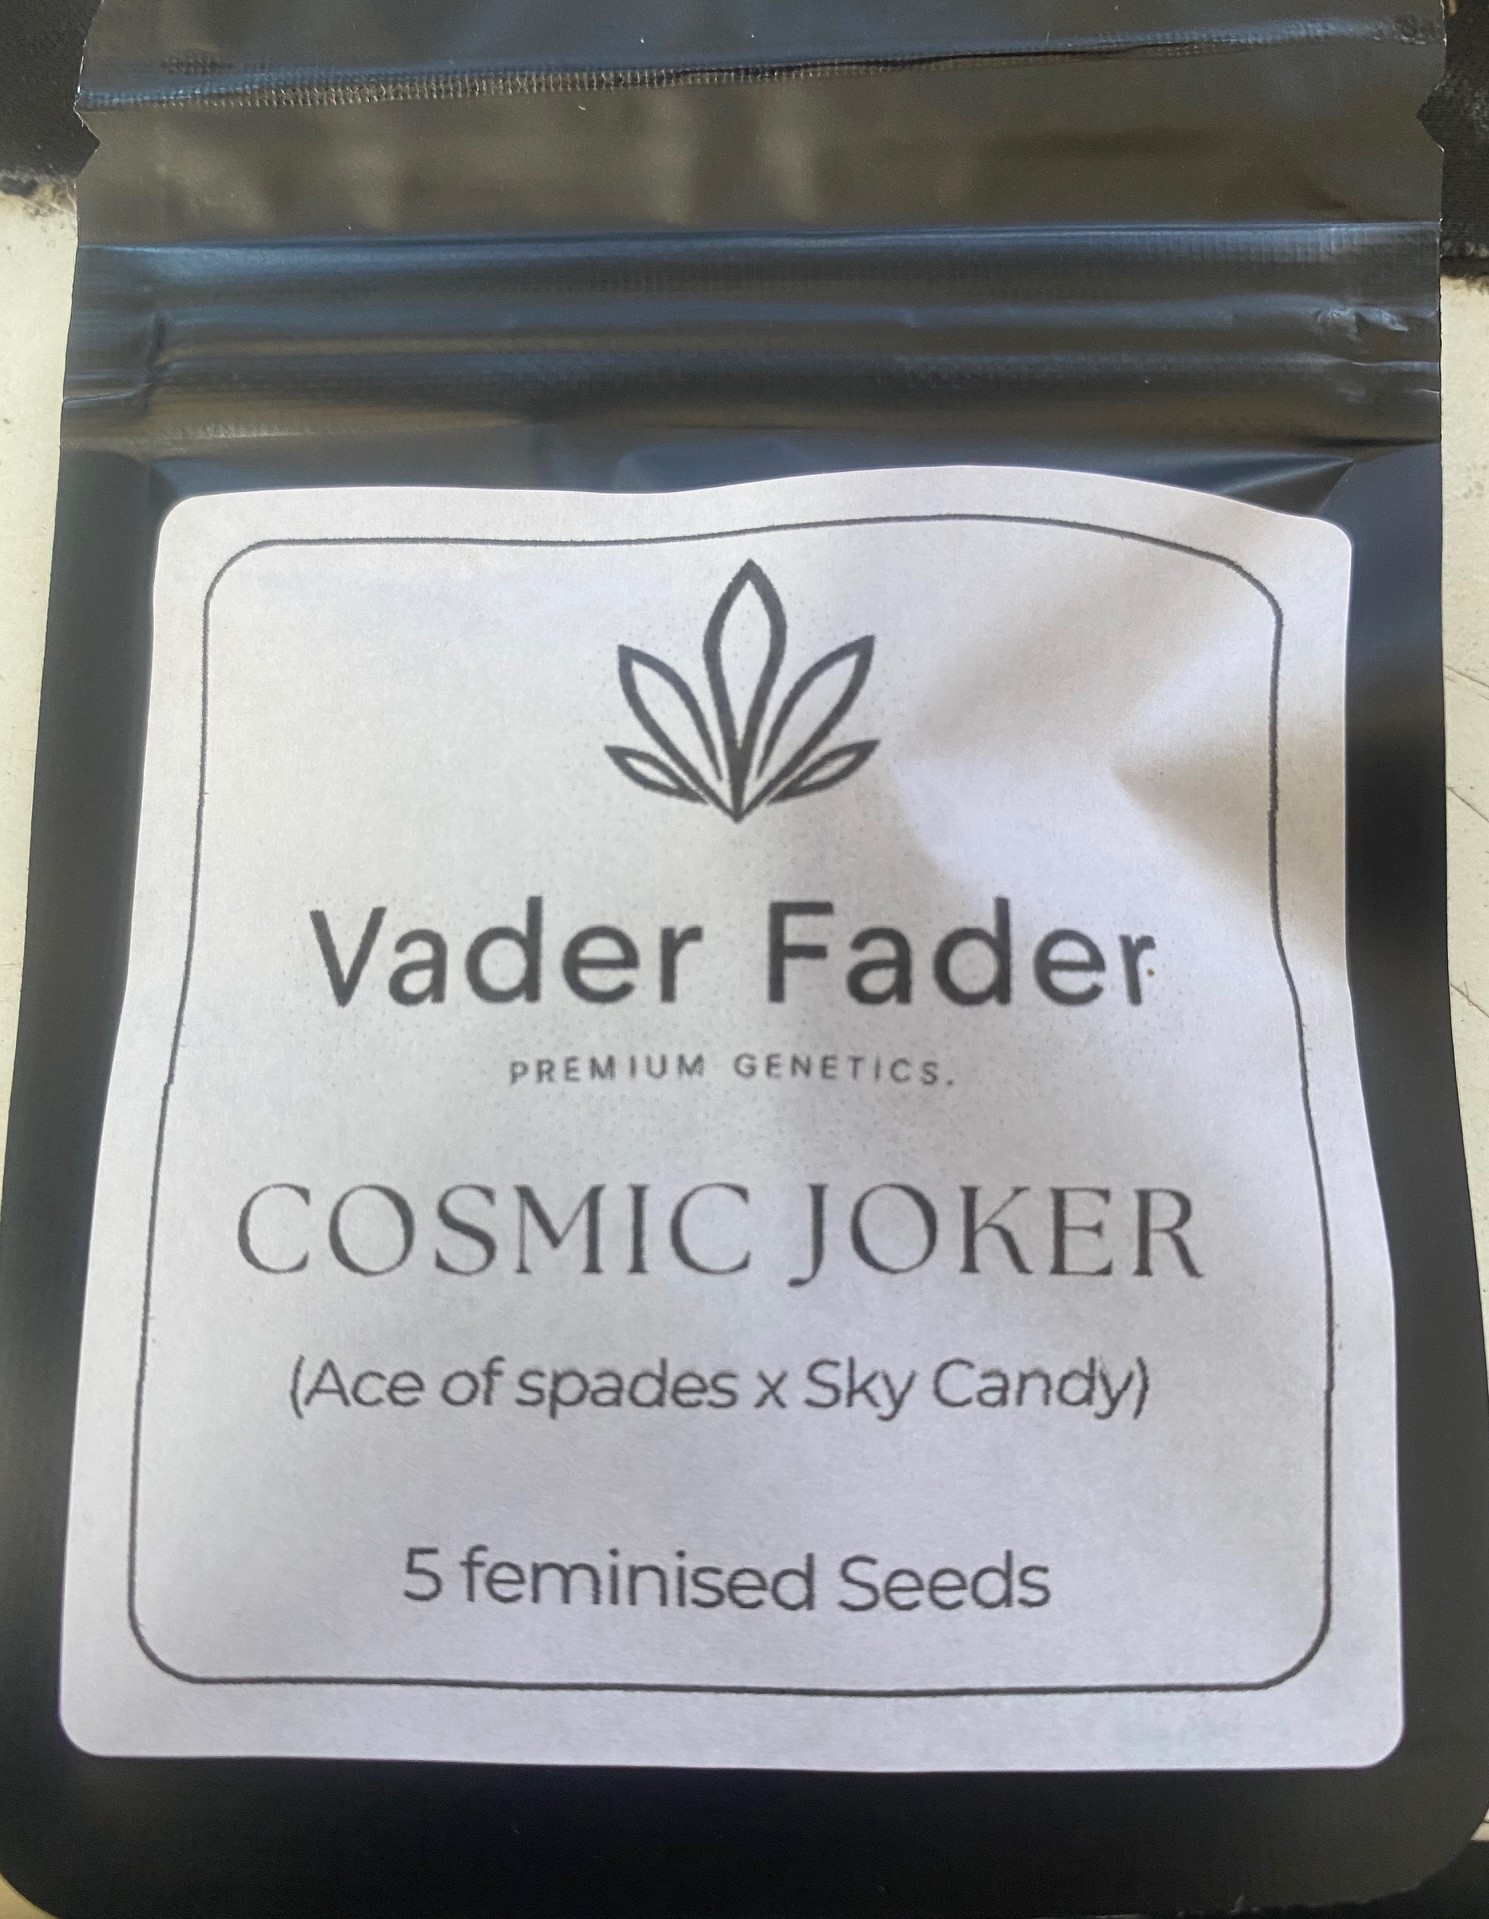 Vader Fader
PREMIUM GENETICS.
COSMIC JOKER
(Ace of spades x Sky Candy)
5 feminised Seeds